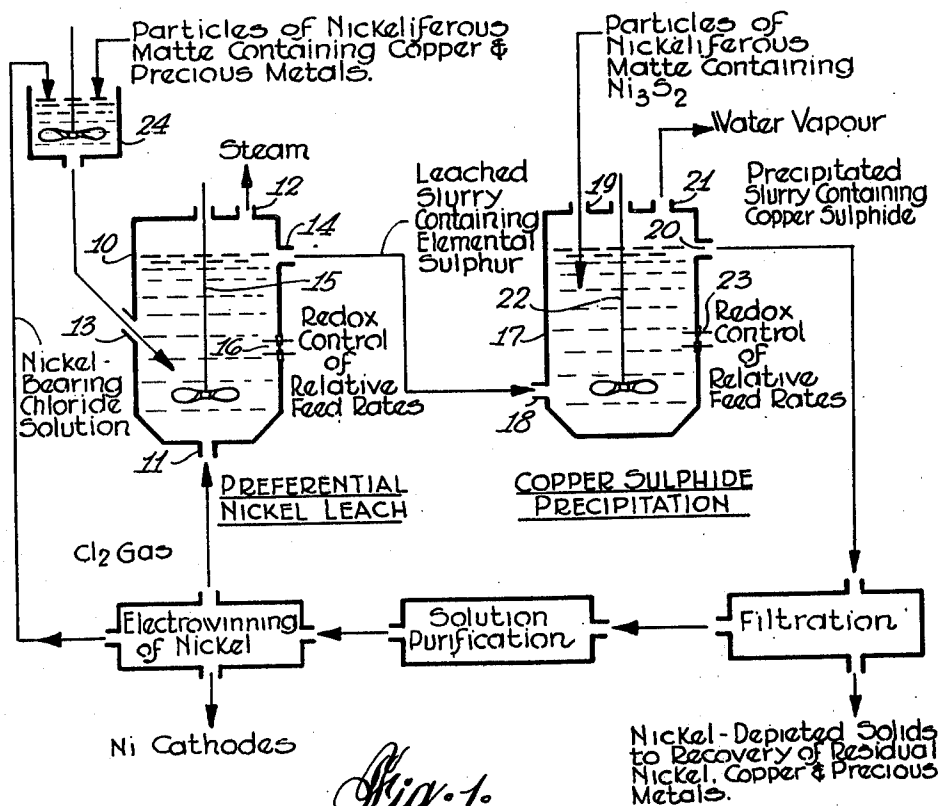 Particles of Nickeliferous
Matte Containing Copper &
Precious Metals.
24
Particles of
Nickeliferous
Matte Containing
Ni3S2
Water Vapour
Steam
12
10
14
15
13
16
11
Redox
Control
of
Relative
Feed Rates
Nickel-
Bearing
Chloride
Solution
PREFERENTIAL
NICKEL LEACH
Leached
Slurry
Containing
Elemental
Sulphur
19
21
20
22
17
23
18
Precipitated
Slurry Containing
Copper Sulphide
Redox
Control
of
Relative
Feed Rates
COPPER SULPHIDE
PRECIPITATION
Cl2 Gas
Electrowinning
of Nickel
Solution
Purification
Filtration
Ni Cathodes
Nickel-Depleted Solids
to Recovery of Residual
Nickel, Copper & Precious
Metals.
Fig. 1.